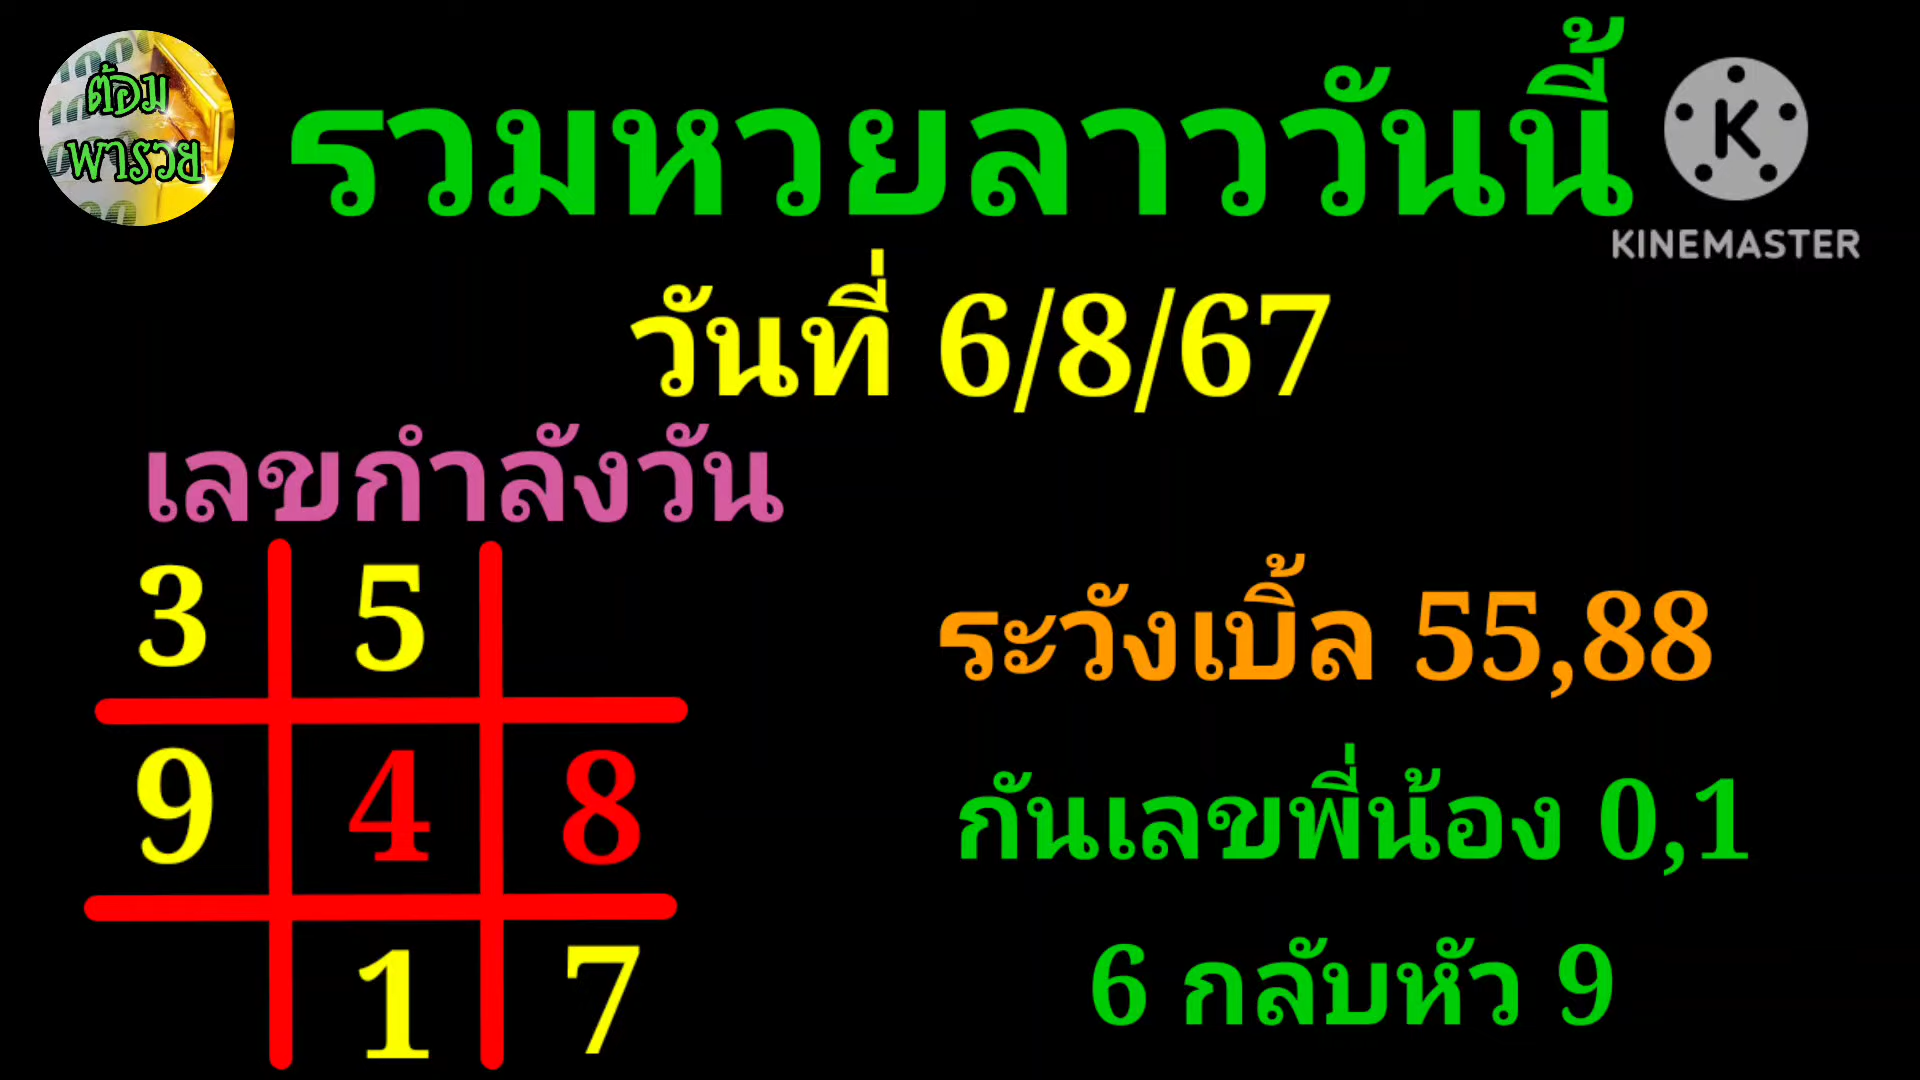 ต้อม
พารวย
รวมหวยลาววันนี้
KINEMASTER
วันที่ 6/8/67
เลขกำลังวัน
3 5
9 4 8
1 7
ระวังเบิ้ล 55,88
กันเลขพี่น้อง 0,1
6 กลับหัว 9